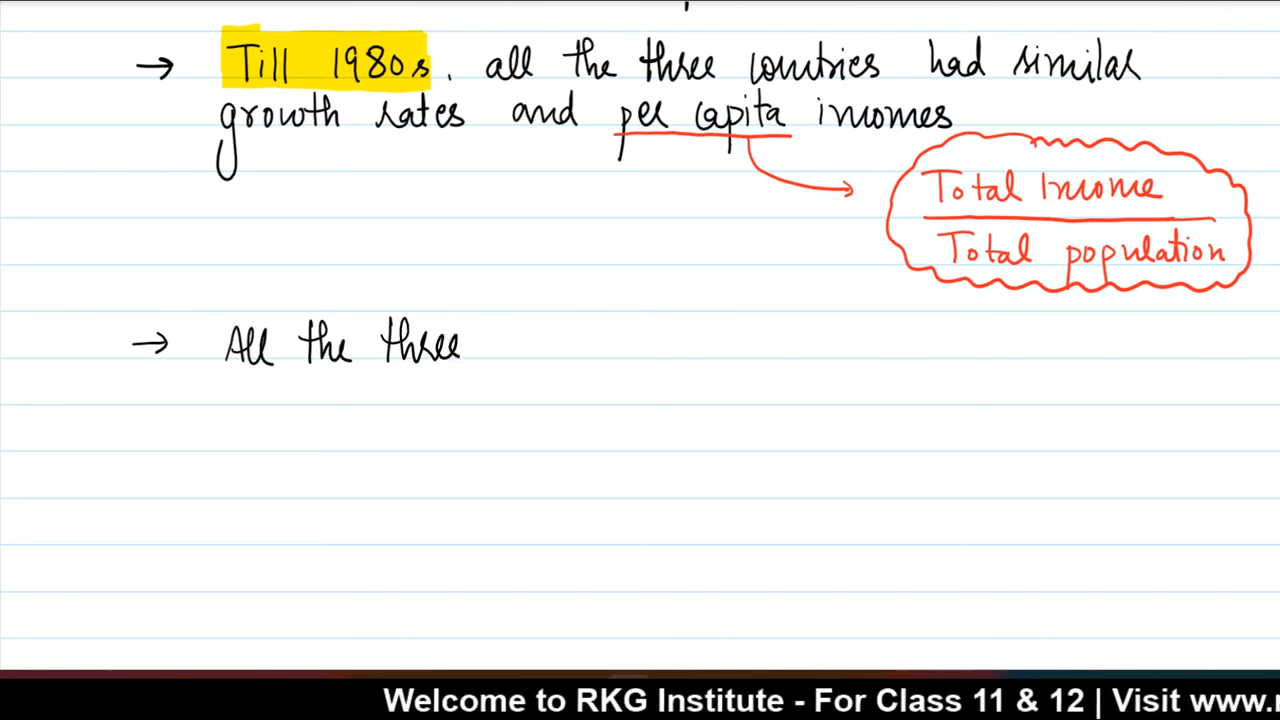 → Till 1980s, all the three countries had similar
growth rates and per capita incomes
Total Income
Total population
→ All the three
Welcome to RKG Institute - For Class 11 & 12 | Visit www.